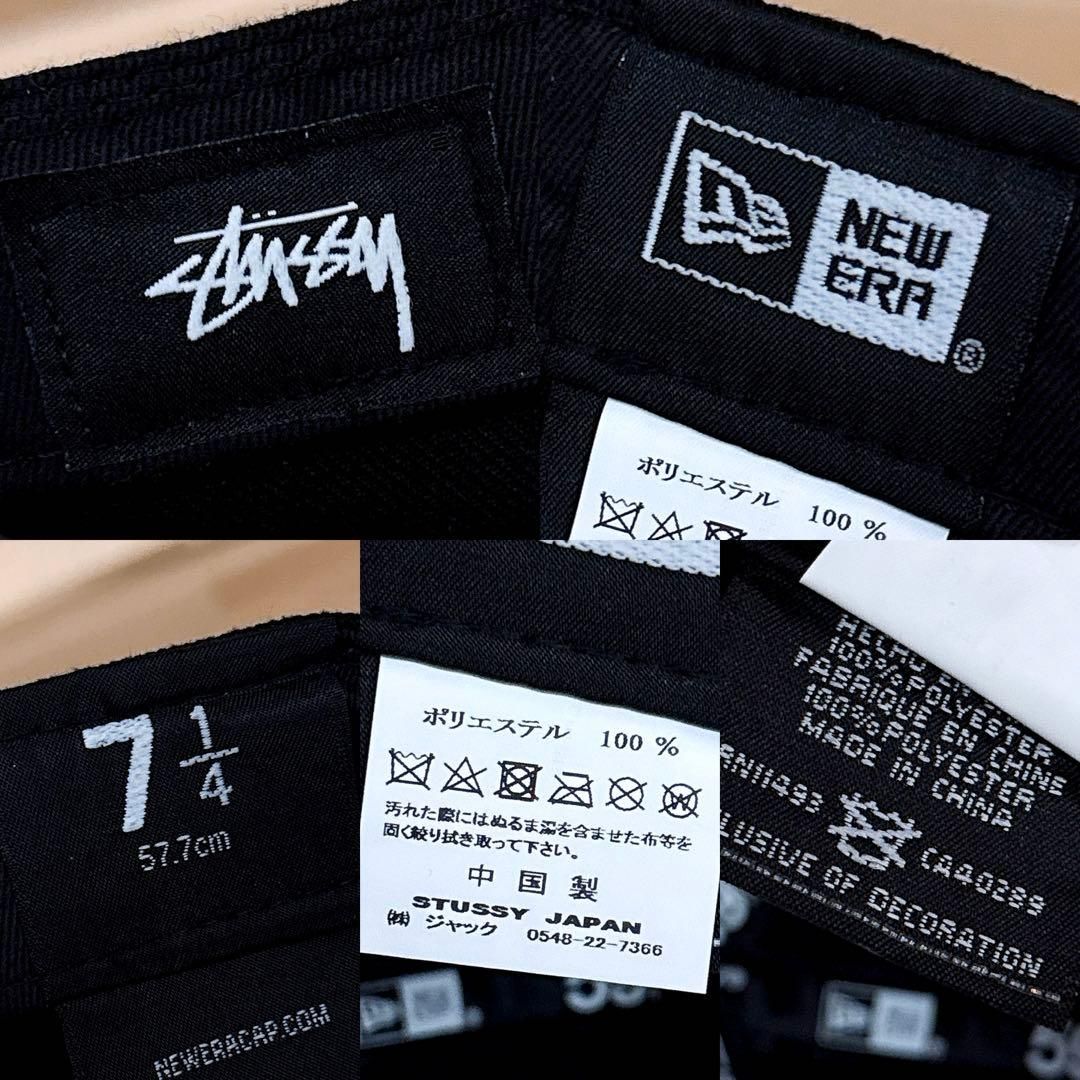 Stüssy
NEW
ERA
®
ポリエステル 100 %
7 1/4
57.7cm
NEWERACAP.COM
ポリエステル 100 %
汚れた際にはぬるま湯を含ませた布等を
固く絞り拭き取って下さい。
中国製
STUSSY JAPAN
㈱ ジャック 0548-22-7366
100% POLYESTER
FABRIQUE EN/CHINE
100% POLYESTER
MADE IN CHINA
RN11493 CAA0289
OF DECORATION